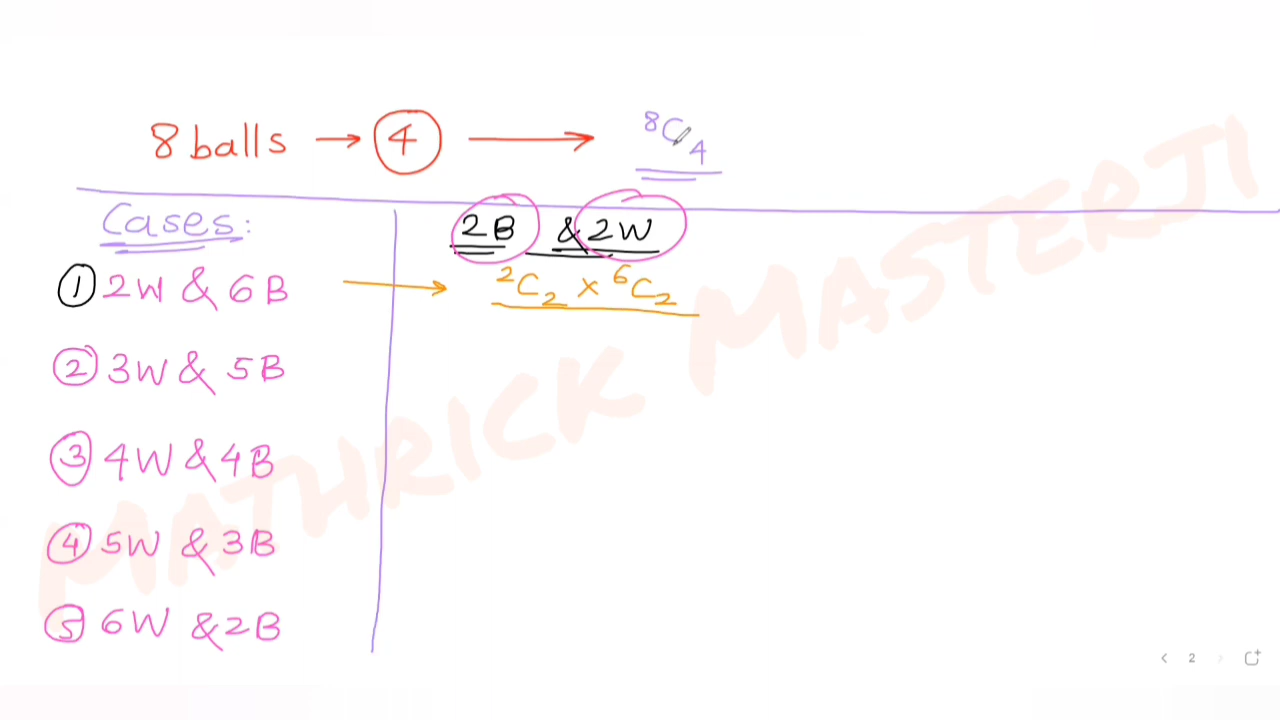 8 balls → 4 → ⁸C₄
Cases:
2B & 2W
① 2W & 6B → ²C₂ × ⁶C₂
② 3W & 5B
③ 4W & 4B
④ 5W & 3B
⑤ 6W & 2B
MATHRICK MASTERJI
< 2 >